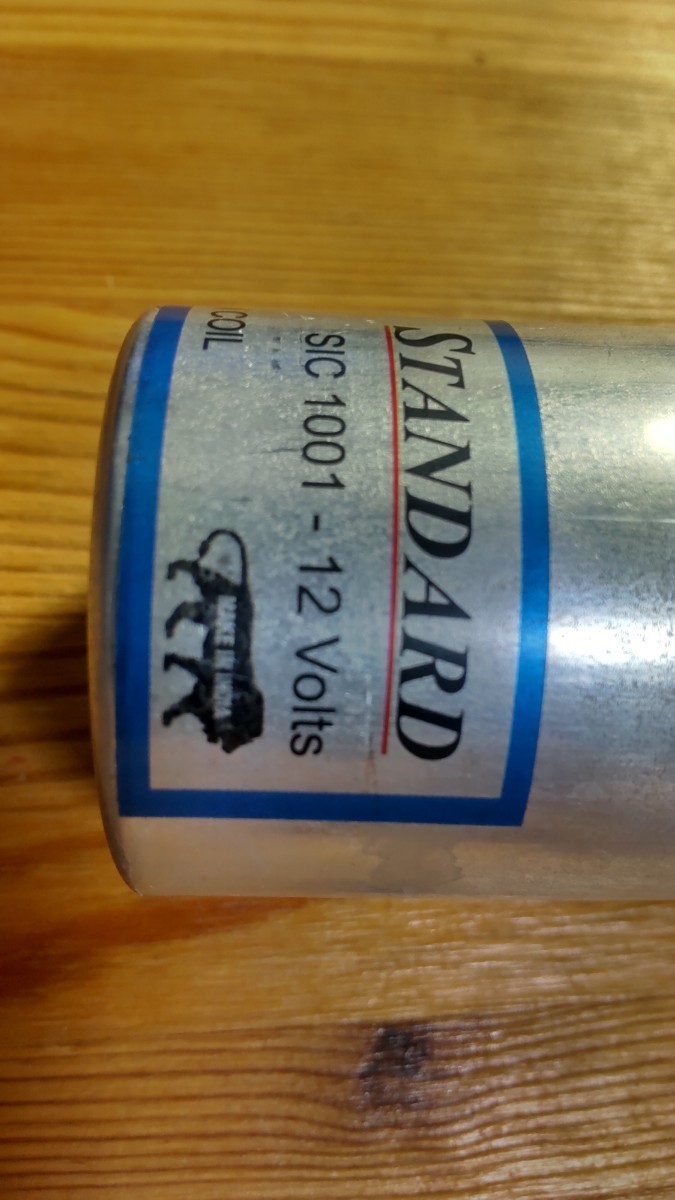 STANDARD
SIC 1001 - 12 Volts
COIL